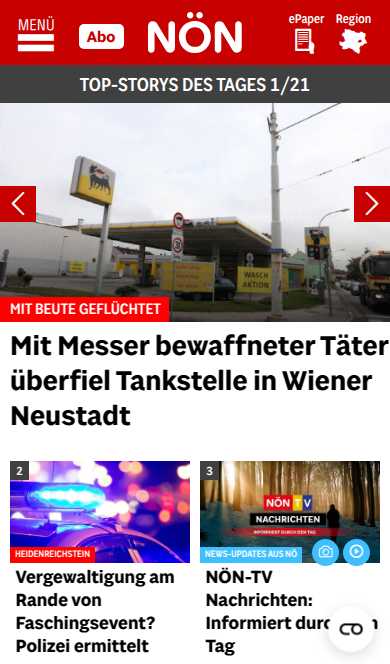 MENÜ
Abo
NÖN
ePaper
Region
TOP-STORYS DES TAGES 1/21
WASCH
AKTION
MIT BEUTE GEFLÜCHTET
Mit Messer bewaffneter Täter
überfiel Tankstelle in Wiener
Neustadt
2
HEIDENREICHSTEIN
Vergewaltigung am
Rande von
Faschingsevent?
Polizei ermittelt
3
NÖN TV
NACHRICHTEN
INFORMIERT DURCH DEN TAG
NEWS-UPDATES AUS NÖ
NÖN-TV
Nachrichten:
Informiert durch den
Tag